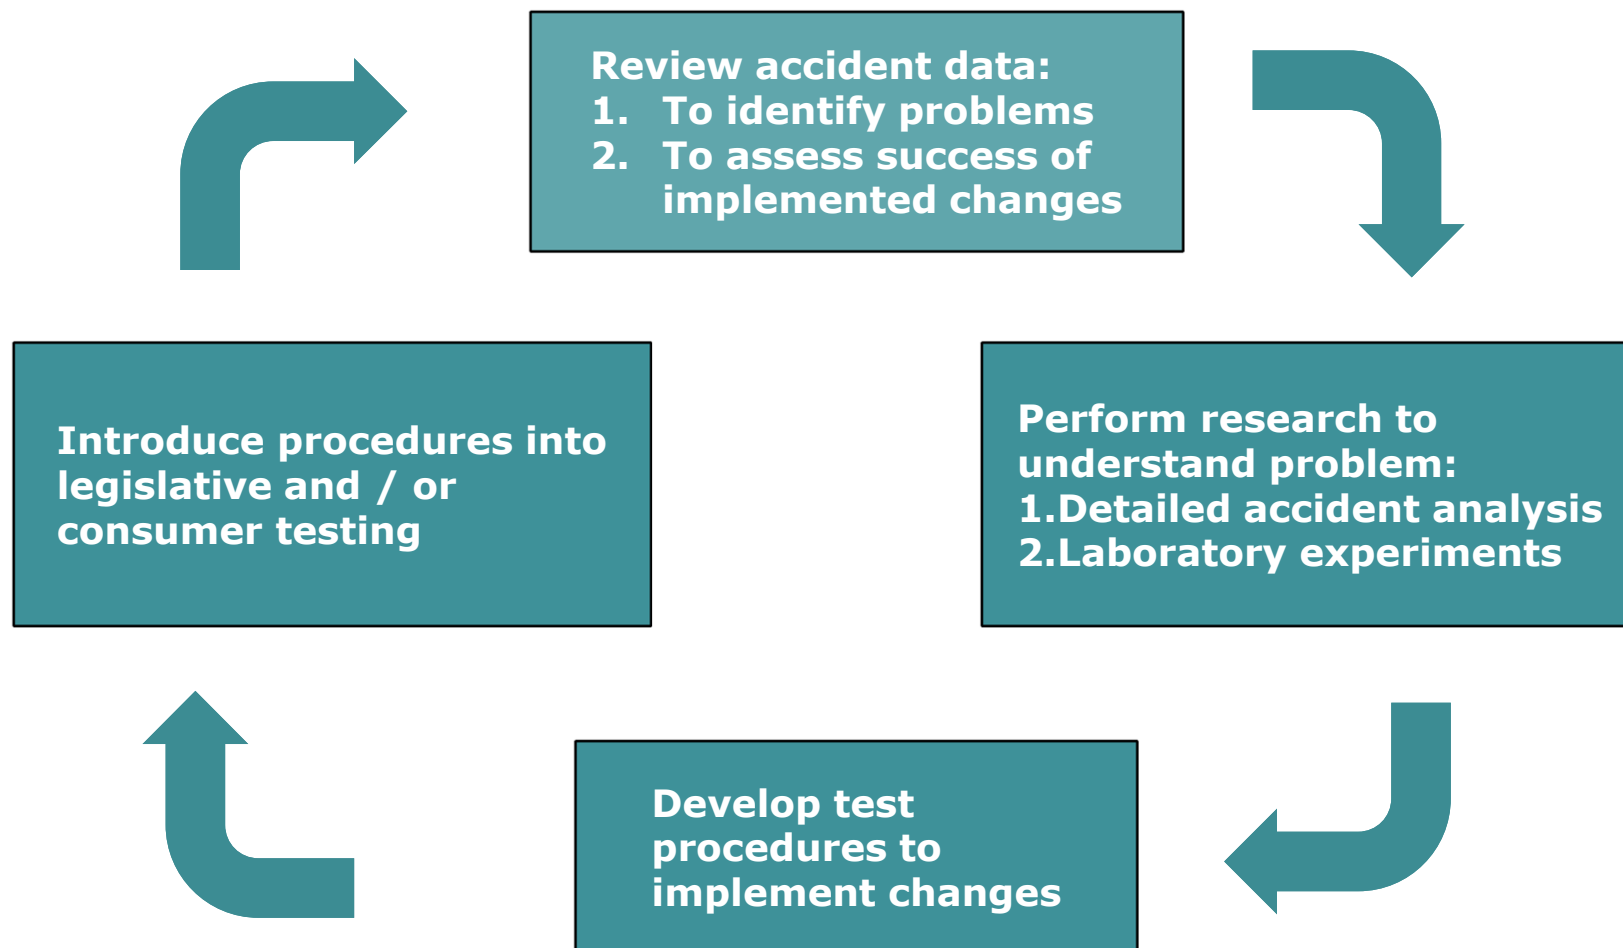 Review accident data:
1. To identify problems
2. To assess success of
implemented changes
Perform research to
understand problem:
1.Detailed accident analysis
2.Laboratory experiments
Develop test
procedures to
implement changes
Introduce procedures into
legislative and / or
consumer testing